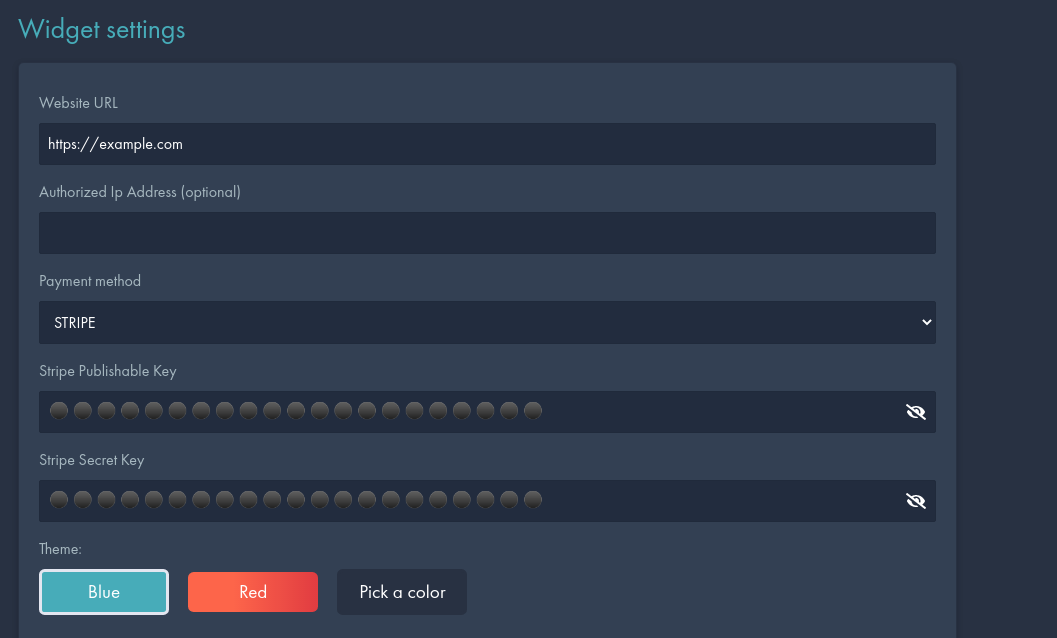 Widget settings
Website URL
https://example.com
Authorized Ip Address (optional)
Payment method
STRIPE
Stripe Publishable Key
Stripe Secret Key
Theme:
Blue
Red
Pick a color